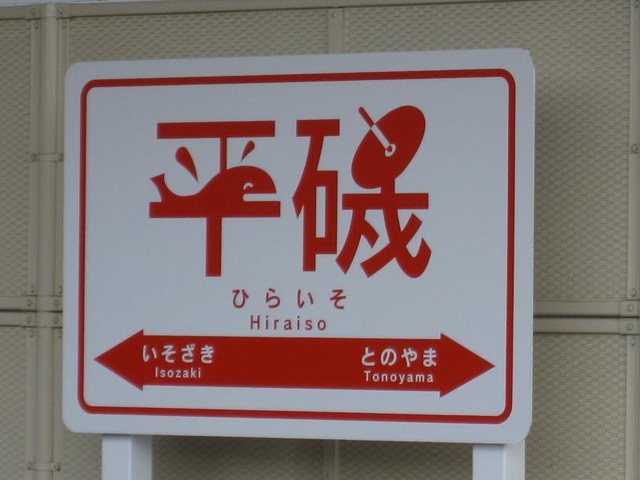 平磯
ひらいそ
Hiraiso
いそざき とのやま
Isozaki Tonoyama